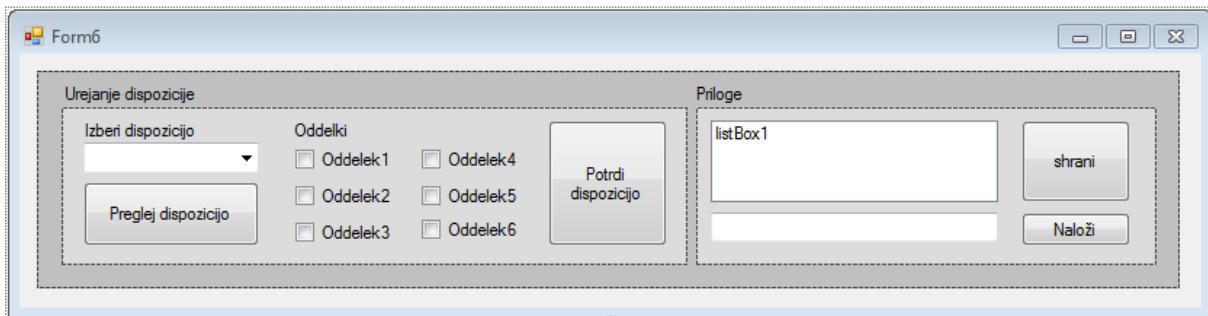 Form6
Urejanje dispozicije
Izberi dispozicijo
Preglej dispozicijo
Oddelki
Oddelek1
Oddelek2
Oddelek3
Oddelek4
Oddelek5
Oddelek6
Potrdi
dispozicijo
Priloge
listBox1
shrani
Naloži